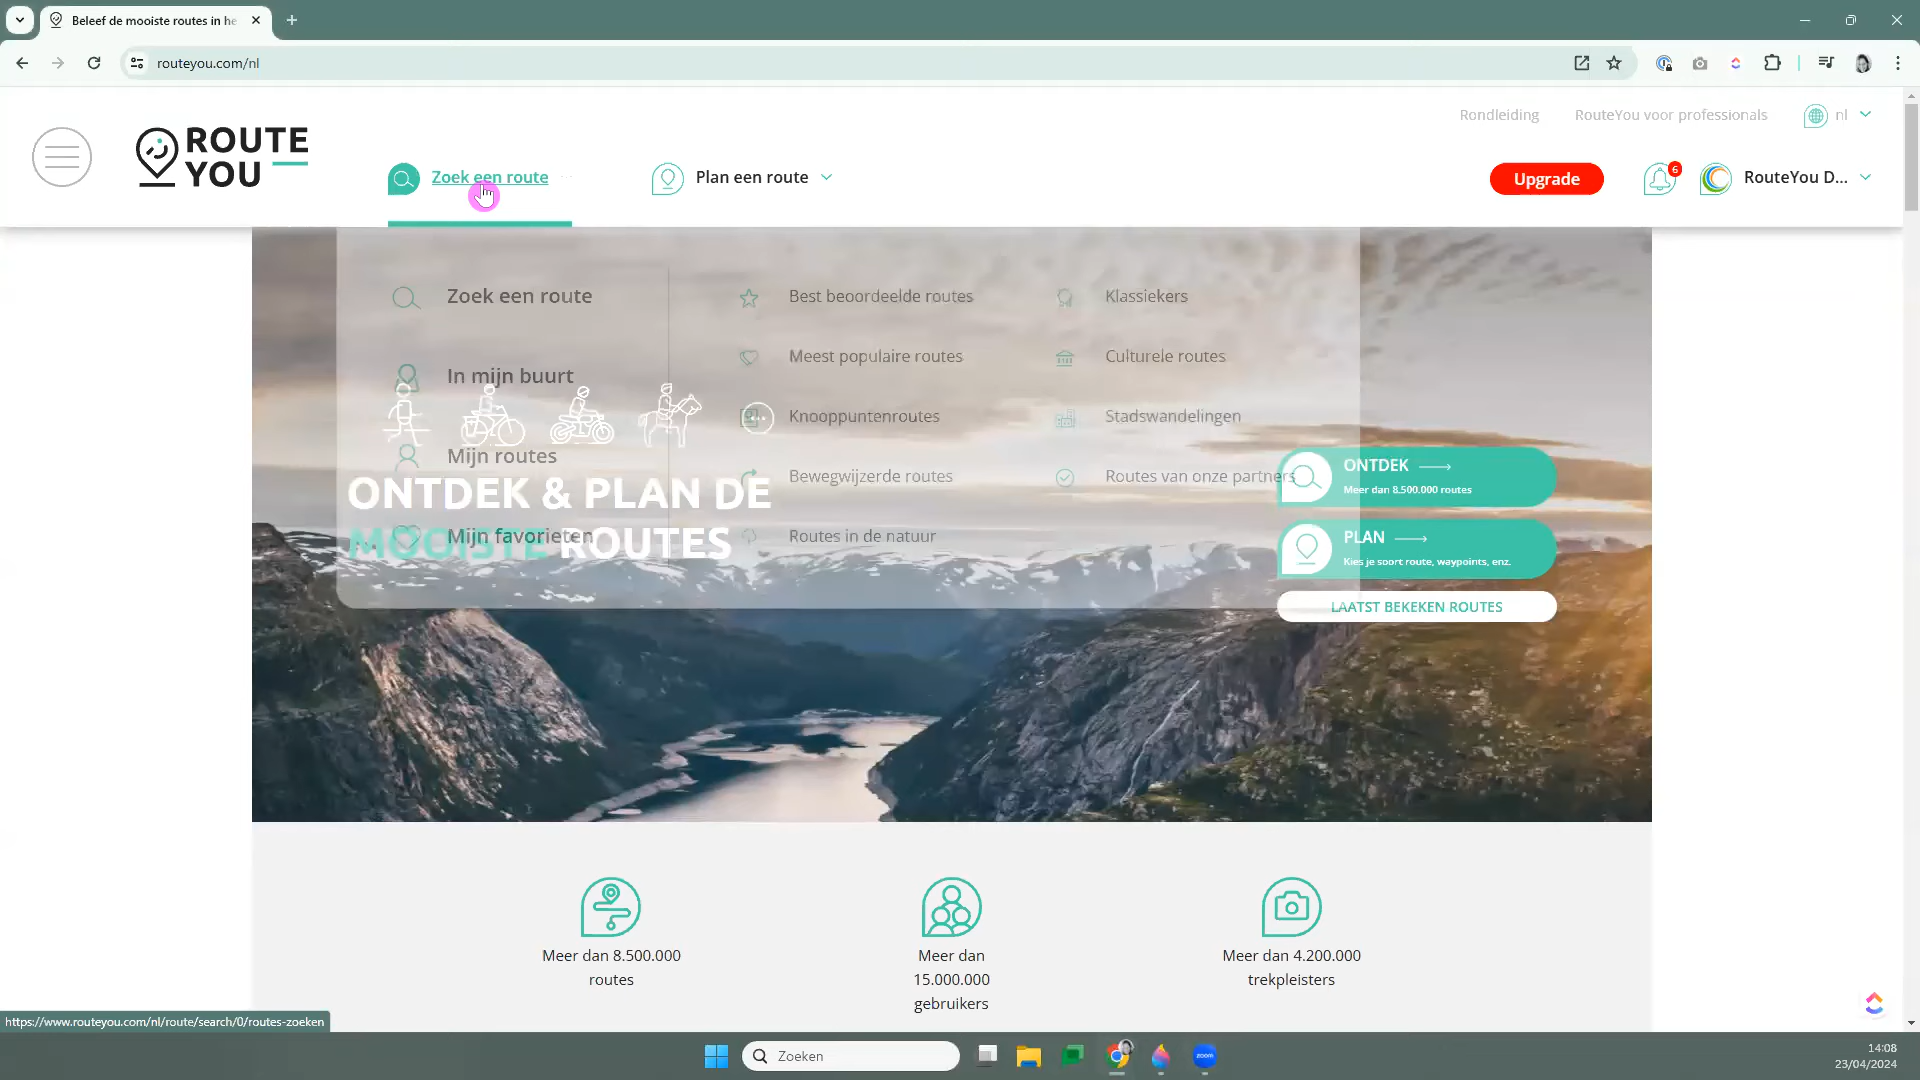 Beleef de mooiste routes in he
routeyou.com/nl
Rondleiding
RouteYou voor professionals
nl
ROUTE
YOU
Zoek een route
Plan een route
Upgrade
6
RouteYou D...
Zoek een route
Best beoordeelde routes
Klassiekers
In mijn buurt
Meest populaire routes
Culturele routes
Knooppuntenroutes
Stadswandelingen
Mijn routes
Bewegwijzerde routes
Routes van onze partners
Mijn favorieten
Routes in de natuur
ONTDEK & PLAN DE
MOOISTE ROUTES
ONTDEK
Meer dan 8.500.000 routes
PLAN
Kies je soort route, waypoints, enz.
LAATST BEKEKEN ROUTES
Meer dan 8.500.000
routes
Meer dan
15.000.000
gebruikers
Meer dan 4.200.000
trekpleisters
https://www.routeyou.com/nl/route/search/0/routes-zoeken
Zoeken
zoom
14:08
23/04/2024